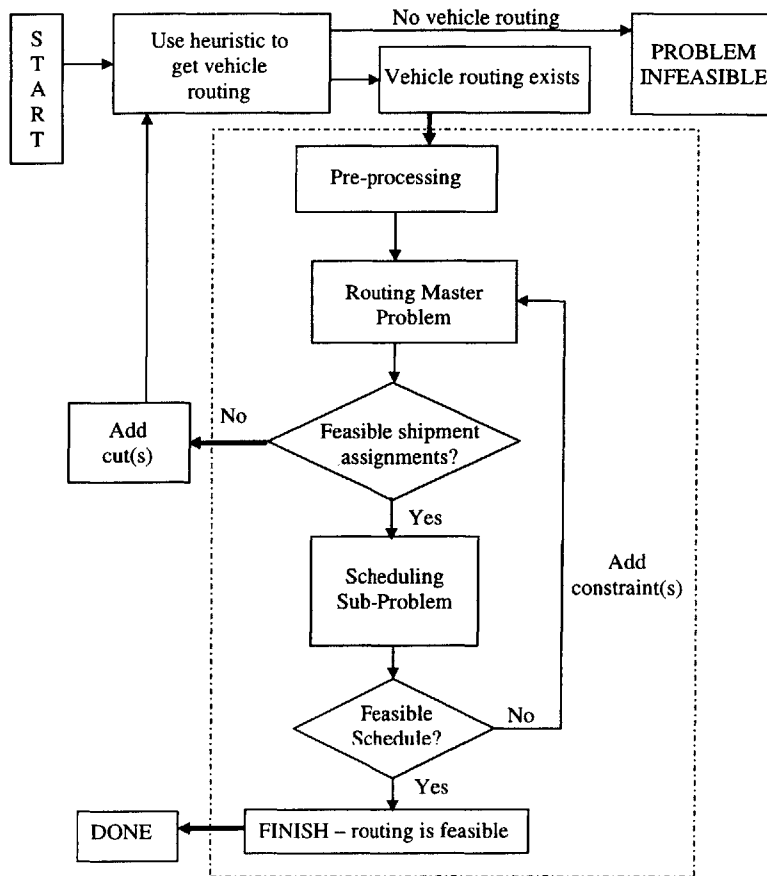 START
Use heuristic to
get vehicle
routing
No vehicle routing
Vehicle routing exists
PROBLEM
INFEASIBLE
Pre-processing
Routing Master
Problem
Feasible shipment
assignments?
No
Add
cut(s)
Yes
Scheduling
Sub-Problem
Add
constraint(s)
Feasible
Schedule?
No
Yes
FINISH – routing is feasible
DONE